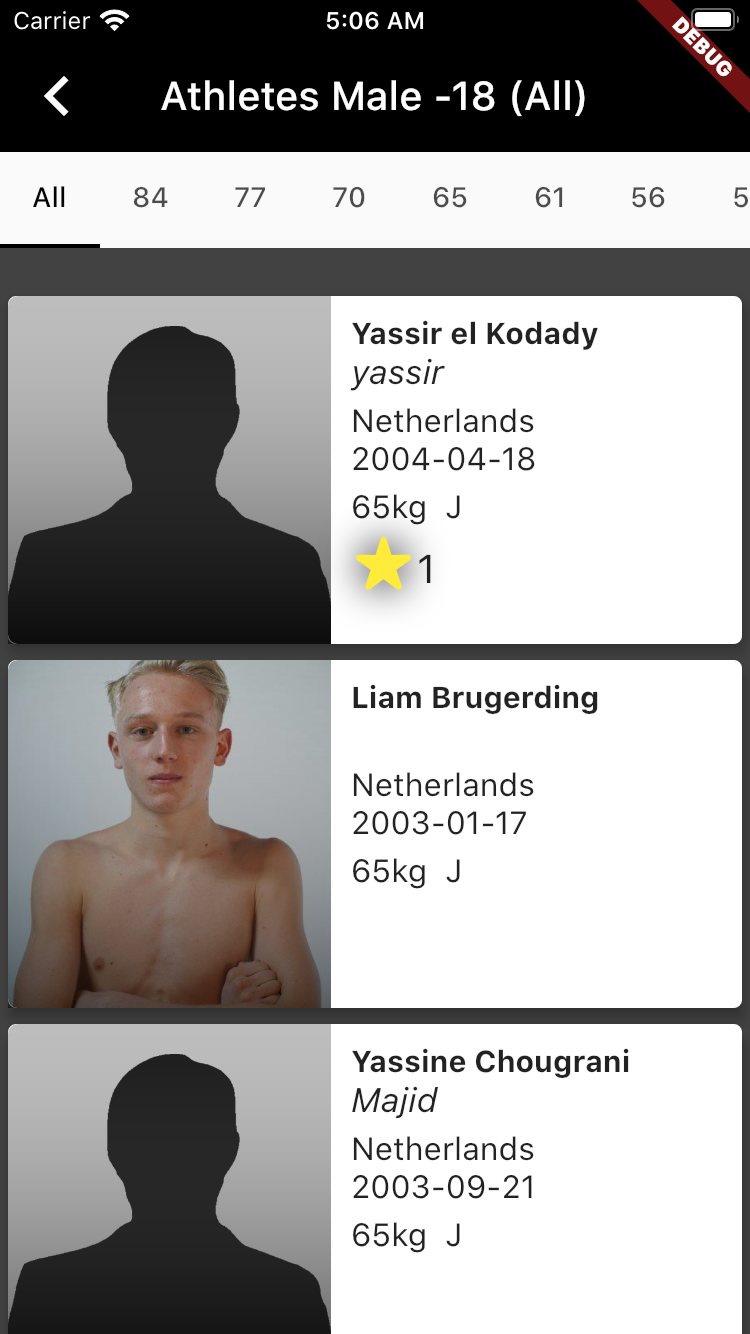 Carrier 5:06 AM
DEBUG
Athletes Male -18 (All)
All 84 77 70 65 61 56 5
Yassir el Kodady
yassir
Netherlands
2004-04-18
65kg J
1
Liam Brugerding
Netherlands
2003-01-17
65kg J
Yassine Chougrani
Majid
Netherlands
2003-09-21
65kg J